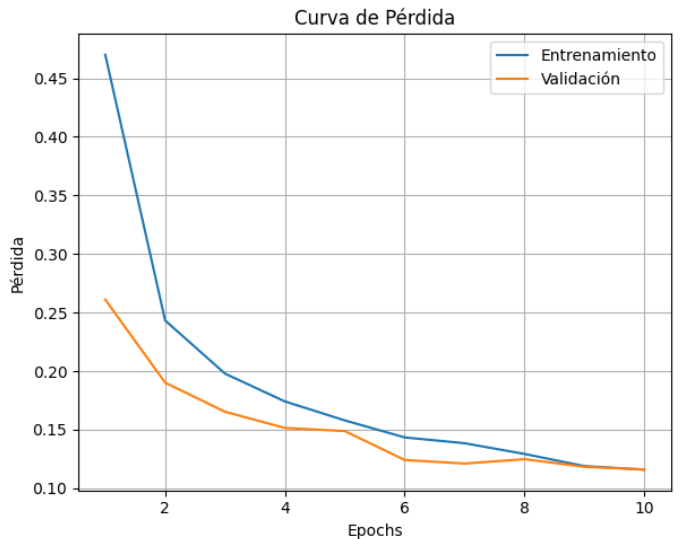 Curva de Pérdida
Entrenamiento
Validación
0.45
0.40
0.35
0.30
0.25
0.20
0.15
0.10
Pérdida
2
4
6
8
10
Epochs